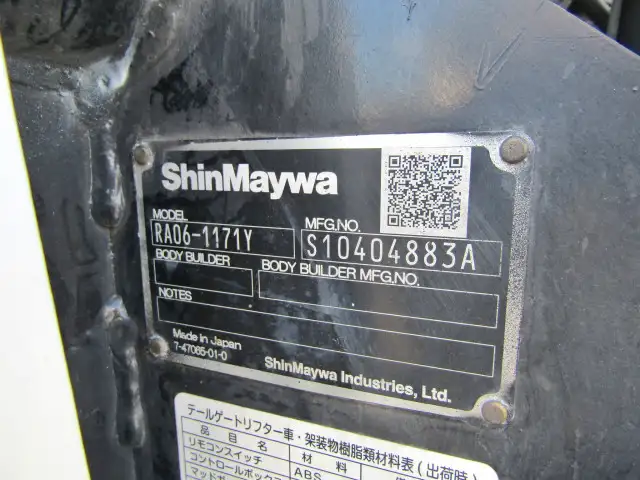 ShinMaywa
MODEL
RA06-1171Y
MFG.NO.
S10404883A
BODY BUILDER
BODY BUILDER MFG.NO.
NOTES
Made in Japan
7-47065-01-0
ShinMaywa Industries, Ltd.
テールゲートリフター車・架装物樹脂類材料表(出荷時)
品 目 材 料
リモコンスイッチ ABS
コントロールボックス